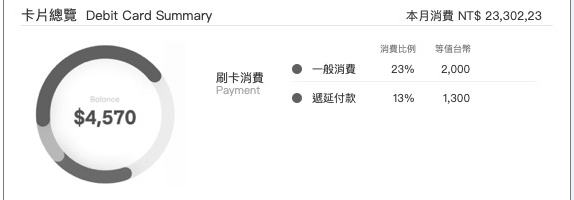 卡片總覽 Debit Card Summary
本月消費 NT$ 23,302,23
消費比例 等值台幣
Balance
$4,570
刷卡消費
Payment
一般消費 23% 2,000
遞延付款 13% 1,300